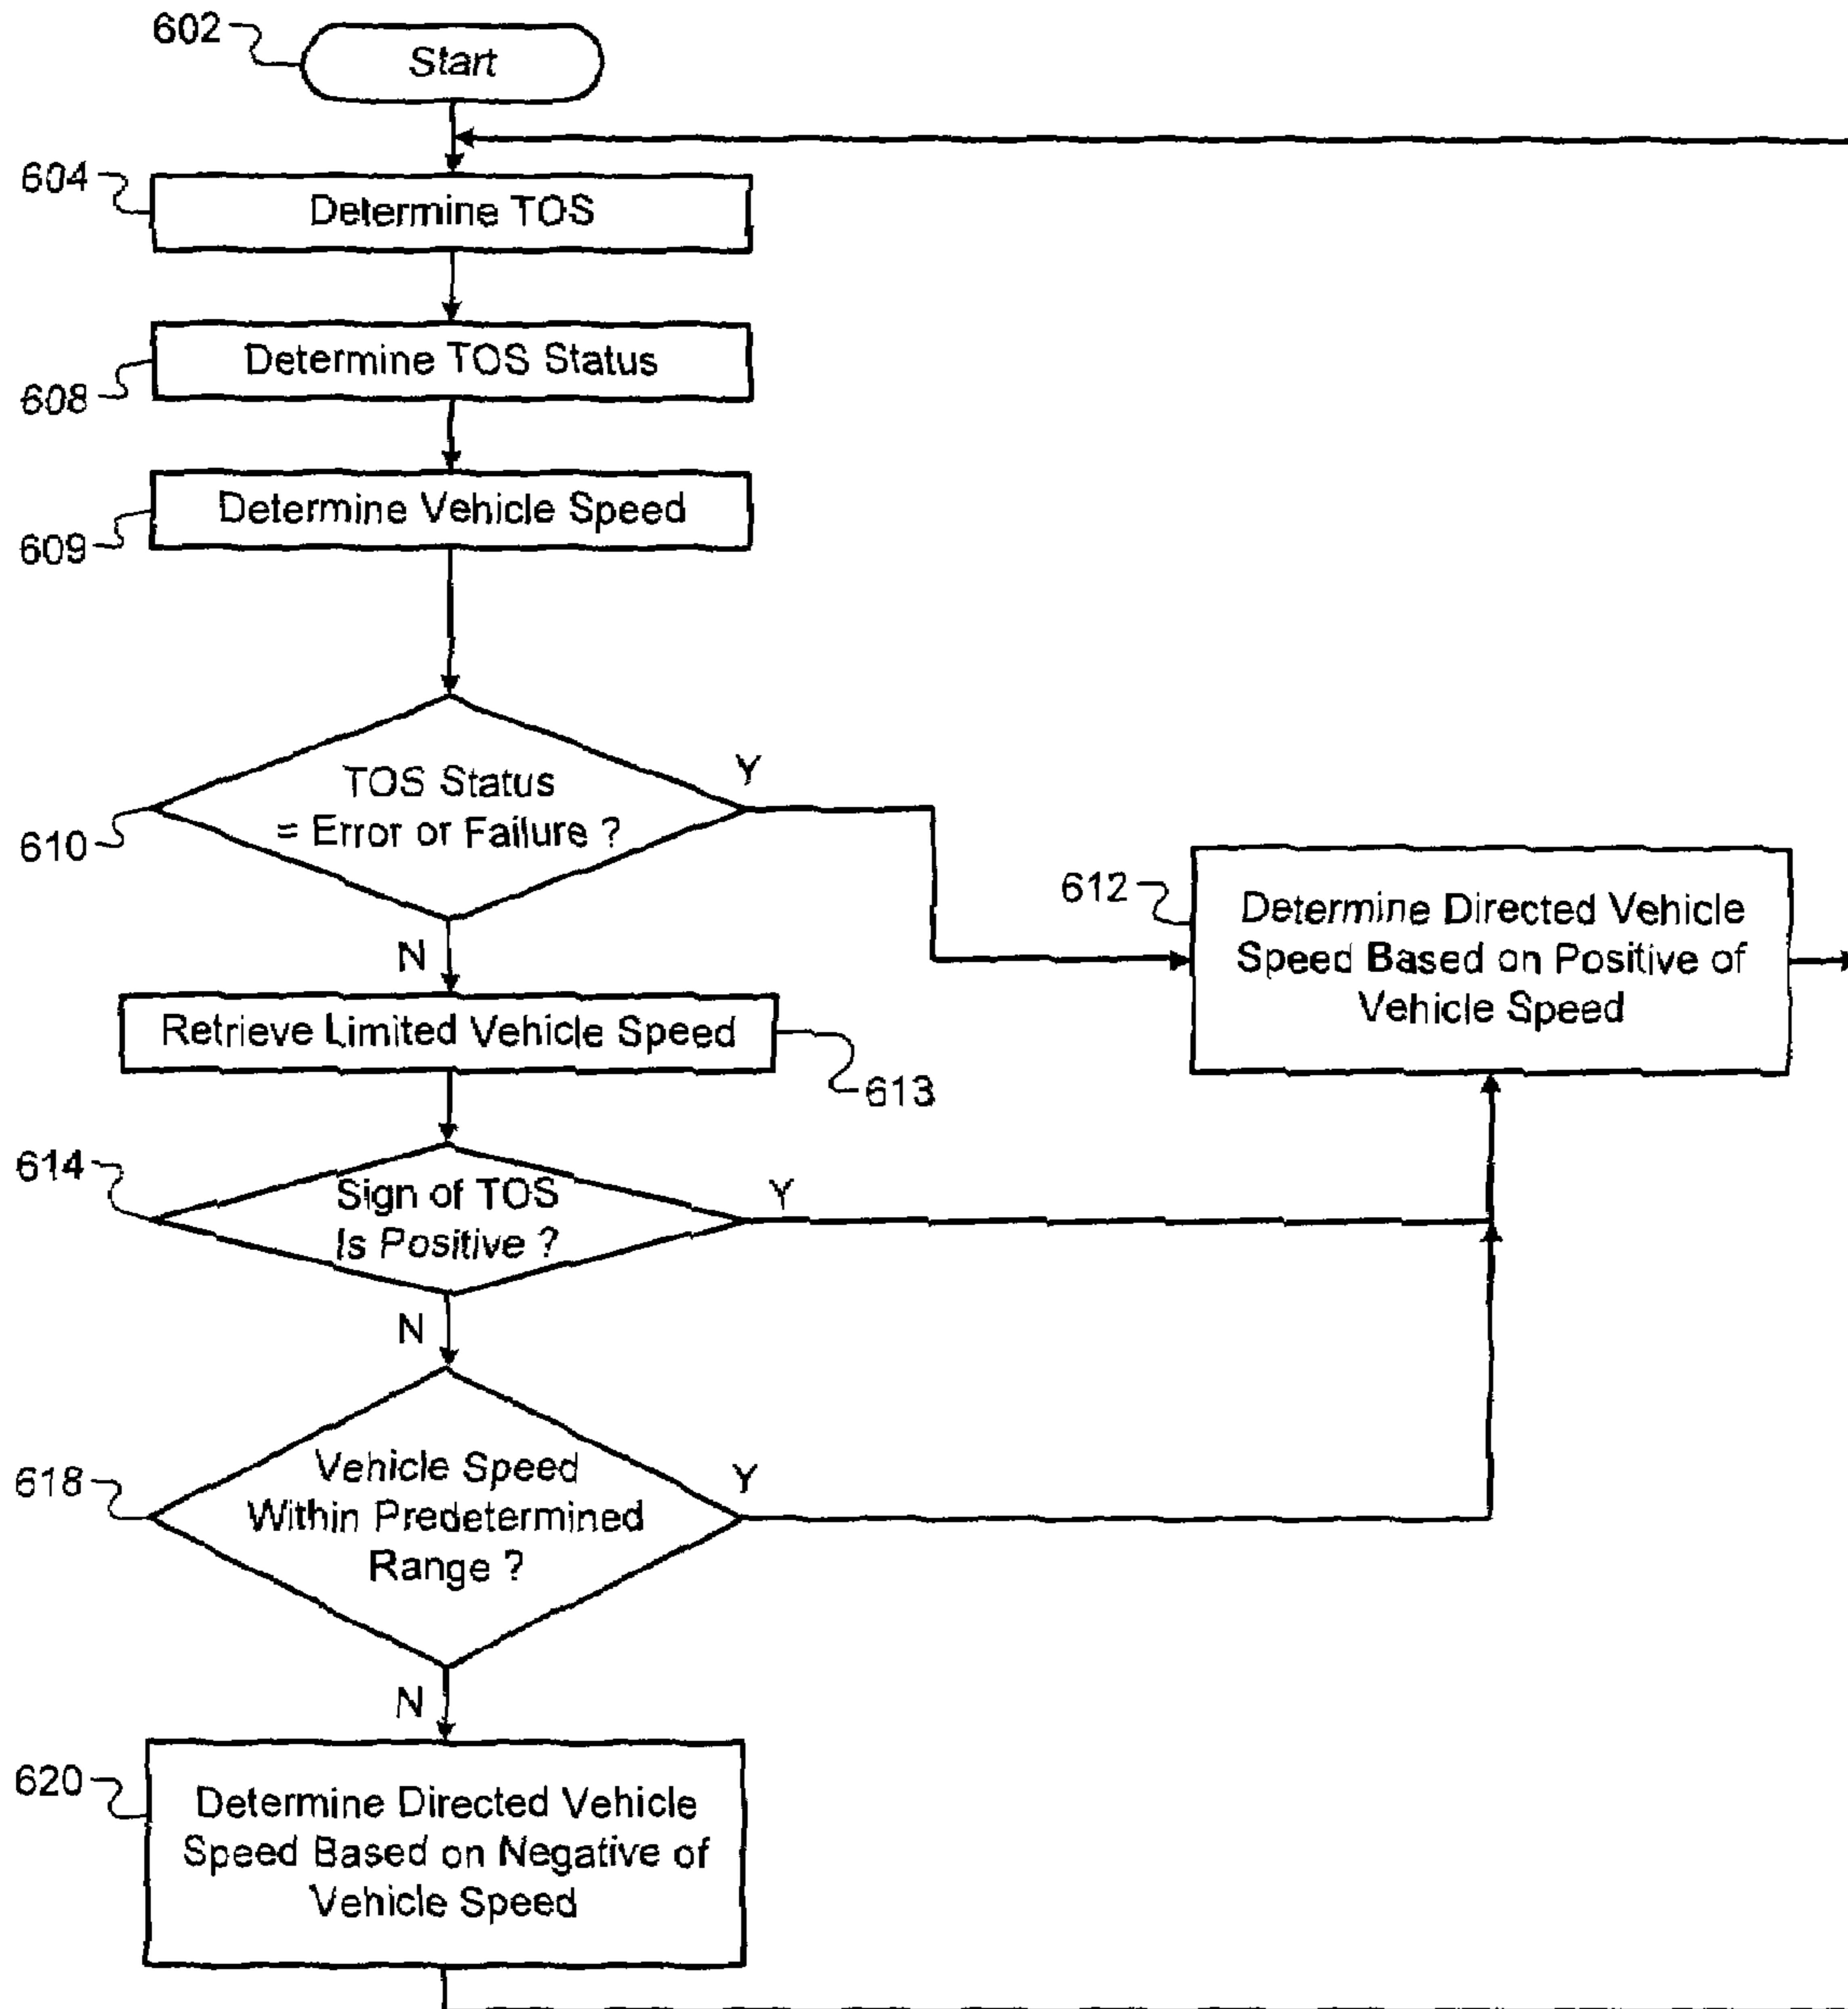 602
Start
604
Determine TOS
Determine TOS Status
608
Determine Vehicle Speed
609
Y
TOS Status
= Error or Failure ?
610
612
Determine Directed Vehicle
Speed Based on Positive of
Vehicle Speed
N
Retrieve Limited Vehicle Speed
613
614
Sign of TOS
Is Positive ?
Y
N
618
Vehicle Speed
Within Predetermined
Range ?
Y
N
620
Determine Directed Vehicle
Speed Based on Negative of
Vehicle Speed